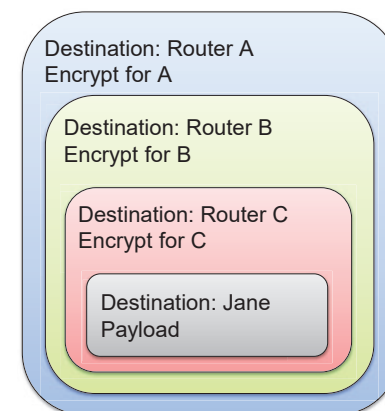 Destination: Router A
Encrypt for A
Destination: Router B
Encrypt for B
Destination: Router C
Encrypt for C
Destination: Jane
Payload